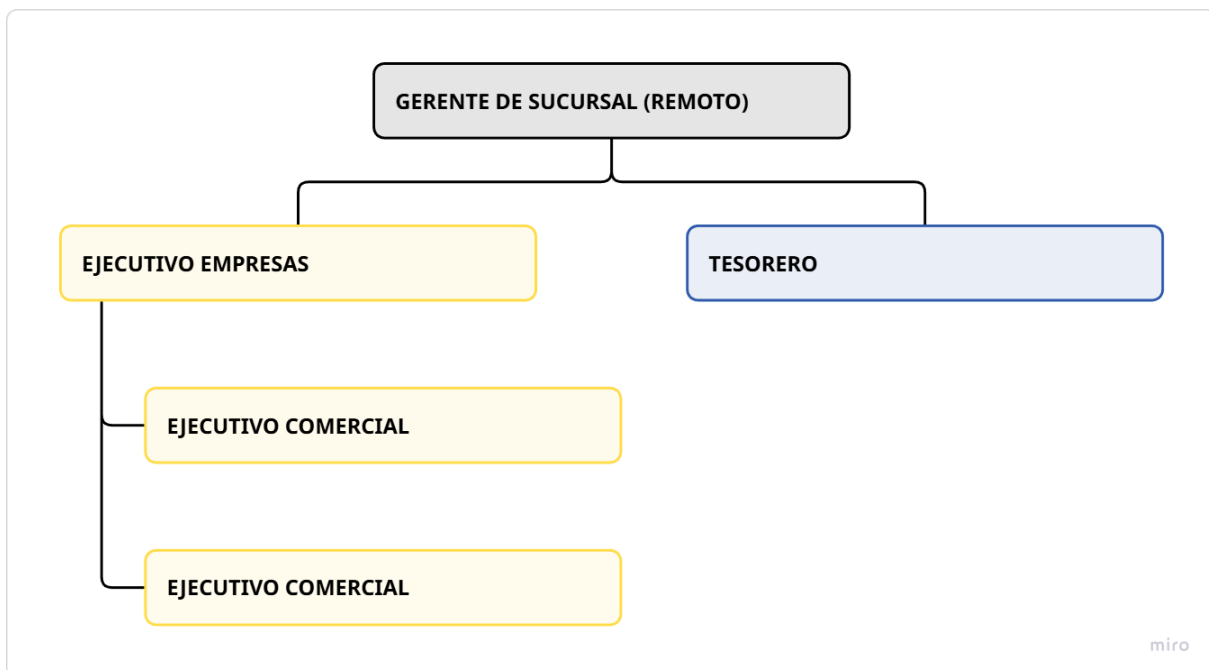 GERENTE DE SUCURSAL (REMOTO)
EJECUTIVO EMPRESAS
TESORERO
EJECUTIVO COMERCIAL
EJECUTIVO COMERCIAL
miro